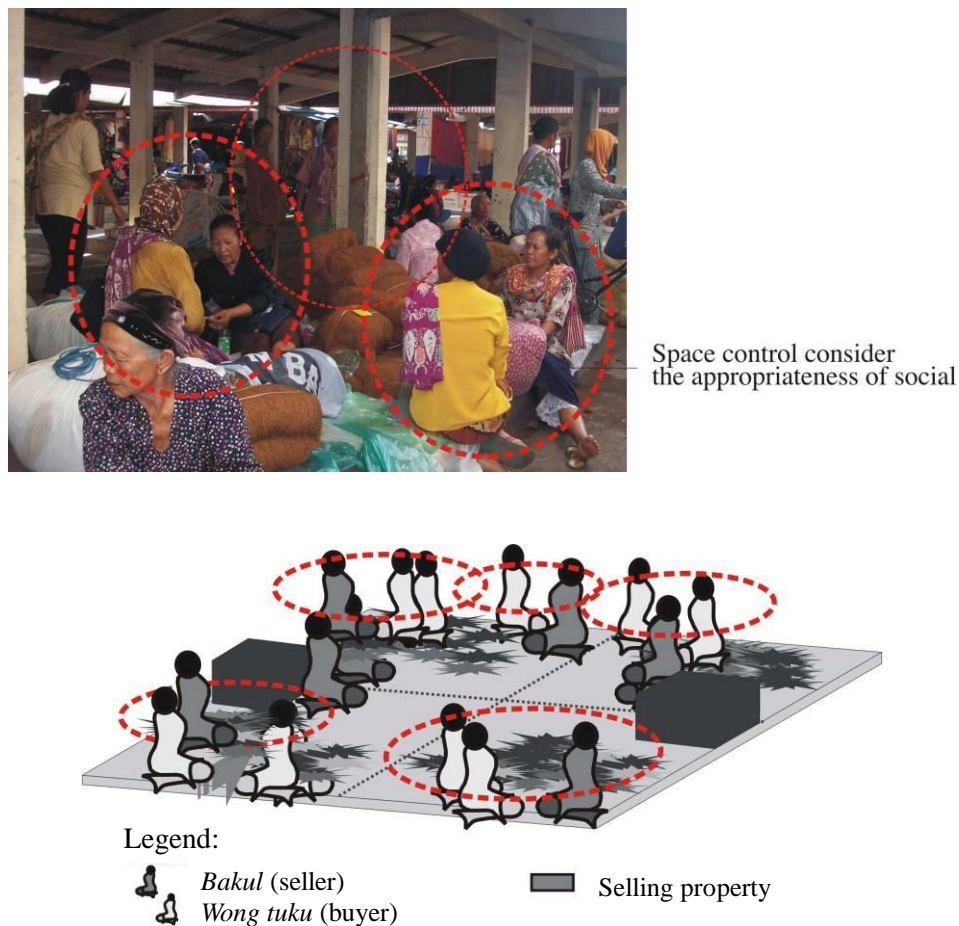 Space control consider
the appropriateness of social
Legend:
Bakul (seller)
Wong tuku (buyer)
Selling property